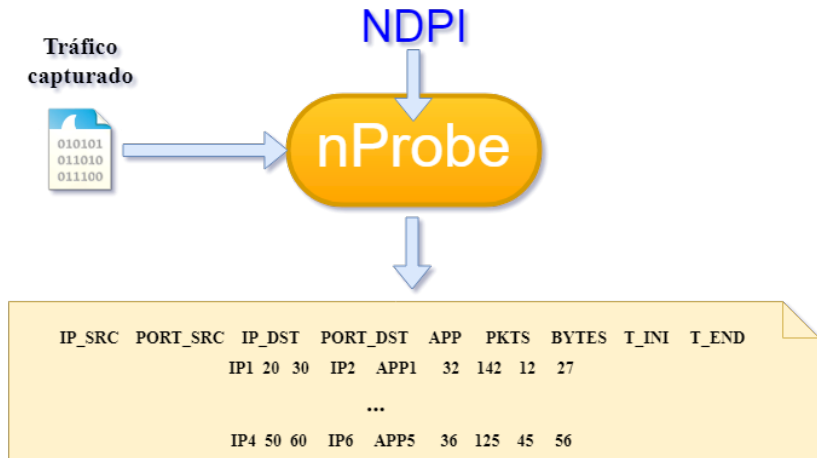 NDPI
Tráfico
capturado
010101
011010
011100
nProbe
IP_SRC PORT_SRC IP_DST PORT_DST APP PKTS BYTES T_INI T_END
IP1 20 30 IP2 APP1 32 142 12 27
...
IP4 50 60 IP6 APP5 36 125 45 56